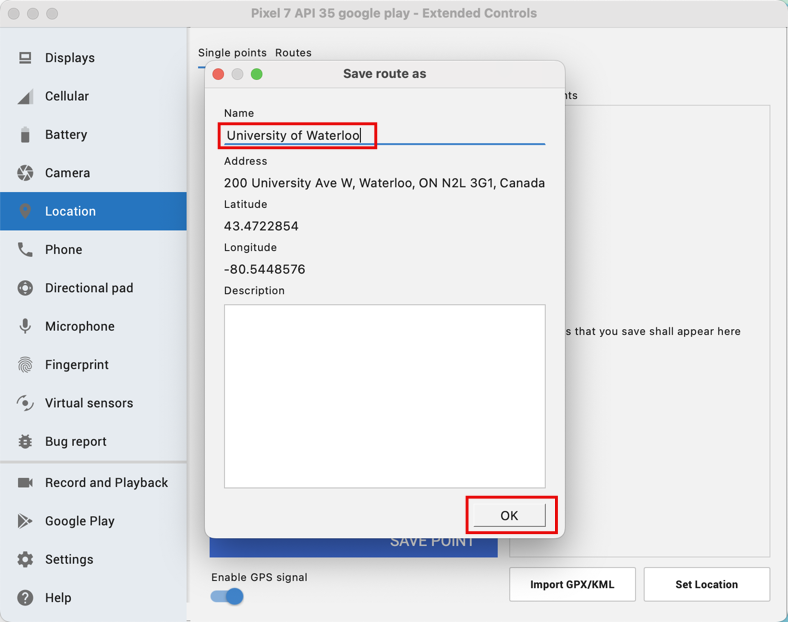 Pixel 7 API 35 google play - Extended Controls
Displays
Cellular
Battery
Camera
Location
Phone
Directional pad
Microphone
Fingerprint
Virtual sensors
Bug report
Record and Playback
Google Play
Settings
Help
Single points Routes
Save route as
Name
University of Waterloo
Address
200 University Ave W, Waterloo, ON N2L 3G1, Canada
Latitude
43.4722854
Longitude
-80.5448576
Description
OK
that you save shall appear here
SAVE POINT
Enable GPS signal
Import GPX/KML
Set Location